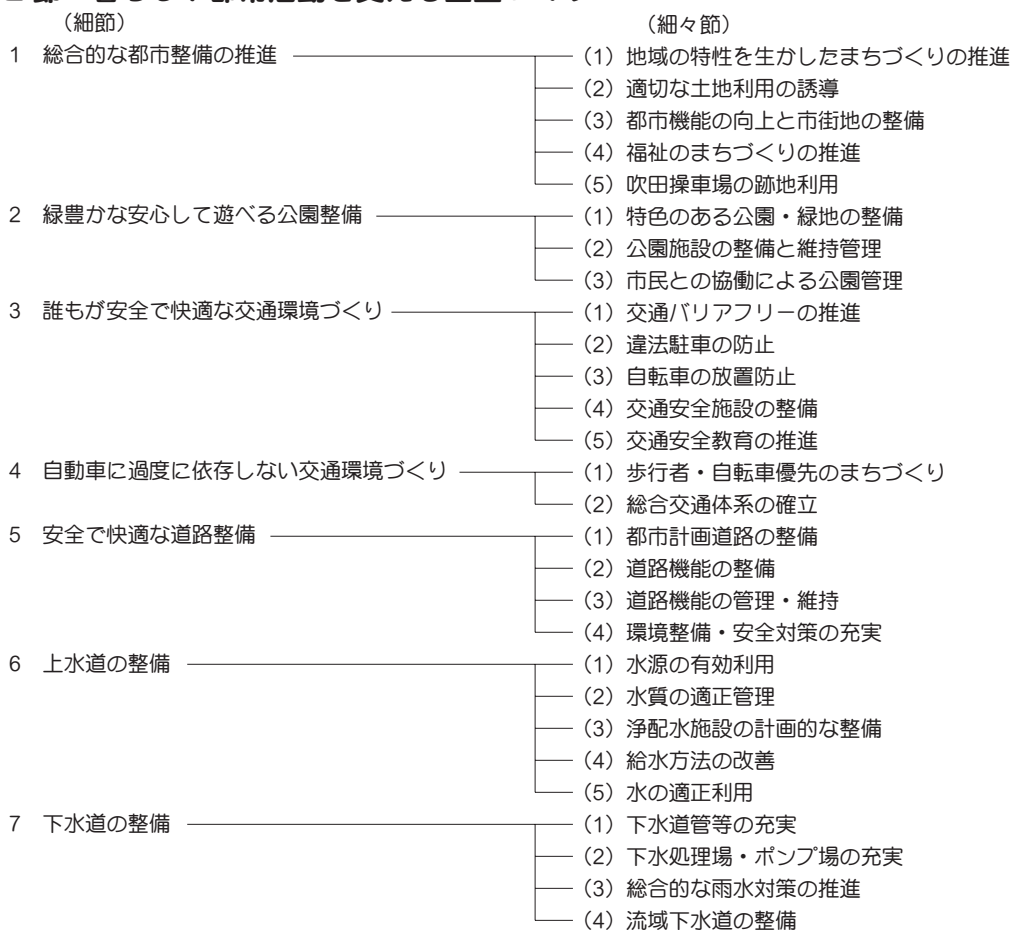 （細節）　（細々節）
1　総合的な都市整備の推進　（1）地域の特性を生かしたまちづくりの推進
（2）適切な土地利用の誘導
（3）都市機能の向上と市街地の整備
（4）福祉のまちづくりの推進
（5）吹田操車場の跡地利用
2　緑豊かな安心して遊べる公園整備　（1）特色のある公園・緑地の整備
（2）公園施設の整備と維持管理
（3）市民との協働による公園管理
3　誰もが安全で快適な交通環境づくり　（1）交通バリアフリーの推進
（2）違法駐車の防止
（3）自転車の放置防止
（4）交通安全施設の整備
（5）交通安全教育の推進
4　自動車に過度に依存しない交通環境づくり　（1）歩行者・自転車優先のまちづくり
（2）総合交通体系の確立
5　安全で快適な道路整備　（1）都市計画道路の整備
（2）道路機能の整備
（3）道路機能の管理・維持
（4）環境整備・安全対策の充実
6　上水道の整備　（1）水源の有効利用
（2）水質の適正管理
（3）浄配水施設の計画的な整備
（4）給水方法の改善
（5）水の適正利用
7　下水道の整備　（1）下水道管等の充実
（2）下水処理場・ポンプ場の充実
（3）総合的な雨水対策の推進
（4）流域下水道の整備